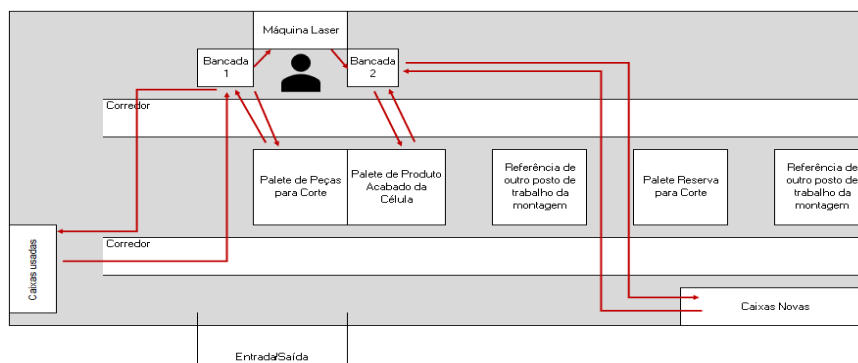 Máquina Laser
Bancada
1
Bancada
2
Corredor
Palete de Peças
para Corte
Palete de Produto
Acabado da
Célula
Referência de
outro posto de
trabalho da
montagem
Palete Reserva
para Corte
Referência de
outro posto de
trabalho da
montagem
Caixas usadas
Corredor
Caixas Novas
Entrada/Saída